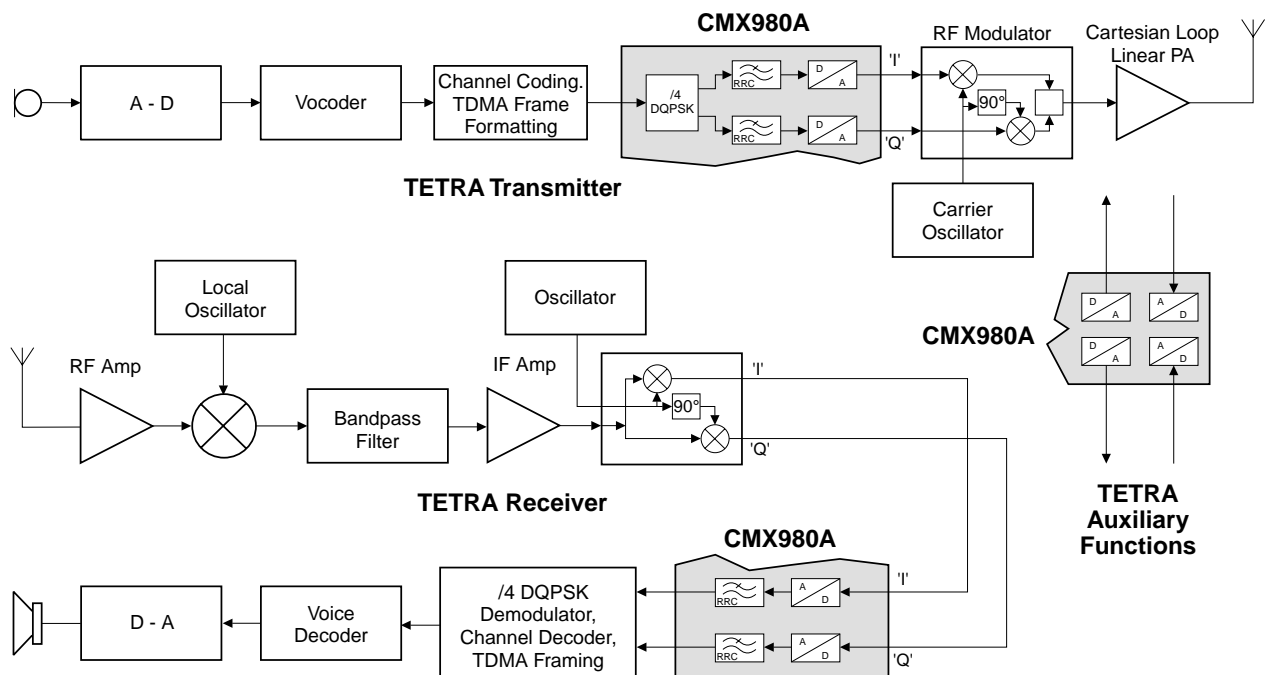 CMX980A
RF Modulator
Cartesian Loop
Linear PA
A - D
Vocoder
Channel Coding.
TDMA Frame
Formatting
/4
DQPSK
RRC
D
A
'I'
90°
RRC
D
A
'Q'
TETRA Transmitter
Carrier
Oscillator
Local
Oscillator
Oscillator
D
A
A
D
CMX980A
D
A
A
D
RF Amp
IF Amp
'I'
90°
Bandpass
Filter
'Q'
TETRA Receiver
TETRA
Auxiliary
Functions
CMX980A
D - A
Voice
Decoder
/4 DQPSK
Demodulator,
Channel Decoder,
TDMA Framing
RRC
A
D
'I'
RRC
A
D
'Q'